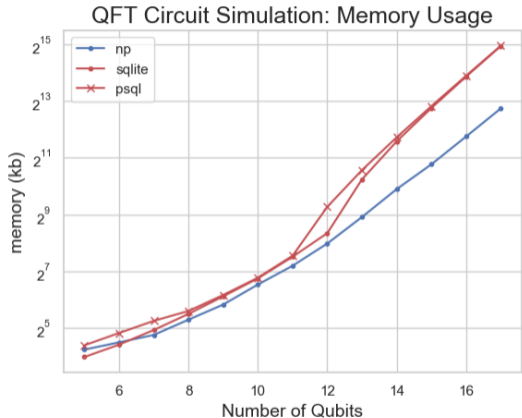 QFT Circuit Simulation: Memory Usage
2^15
2^13
2^11
2^9
2^7
2^5
memory (kb)
np
sqlite
psql
6
8
10
12
14
16
Number of Qubits